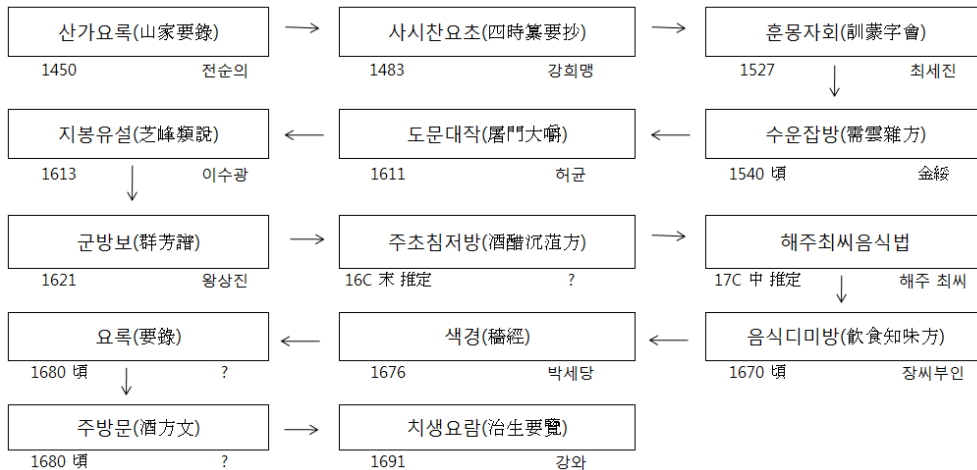 산가요록(山家要錄)
1450 전순의
사시찬요초(四時纂要抄)
1483 강희맹
훈몽자회(訓蒙字會)
1527 최세진
수운잡방(需雲雜方)
1540 頃 金綏
도문대작(屠門大嚼)
1611 허균
지봉유설(芝峰類說)
1613 이수광
군방보(群芳譜)
1621 왕상진
주초침저방(酒醋沉菹方)
16C 末 推定 ?
해주최씨음식법
17C 中 推定 해주 최씨
음식디미방(飮食知味方)
1670 頃 장씨부인
색경(穡經)
1676 박세당
요록(要錄)
1680 頃 ?
주방문(酒方文)
1680 頃 ?
치생요람(治生要覽)
1691 강와